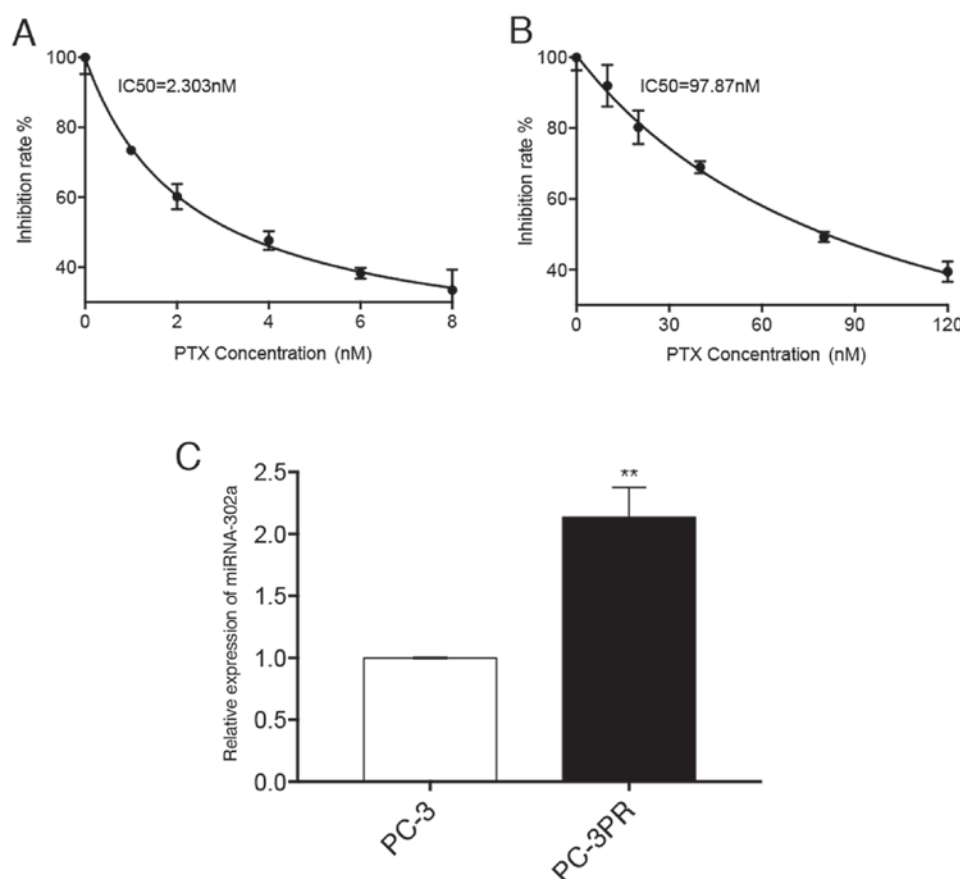 A
100
80
60
40
Inhibition rate %
IC50=2.303nM
0 2 4 6 8
PTX Concentration (nM)
B
100
80
60
40
Inhibition rate %
IC50=97.87nM
0 30 60 90 120
PTX Concentration (nM)
C
2.5
2.0
1.5
1.0
0.5
0.0
Relative expression of miRNA-302a
**
PC-3
PC-3PR